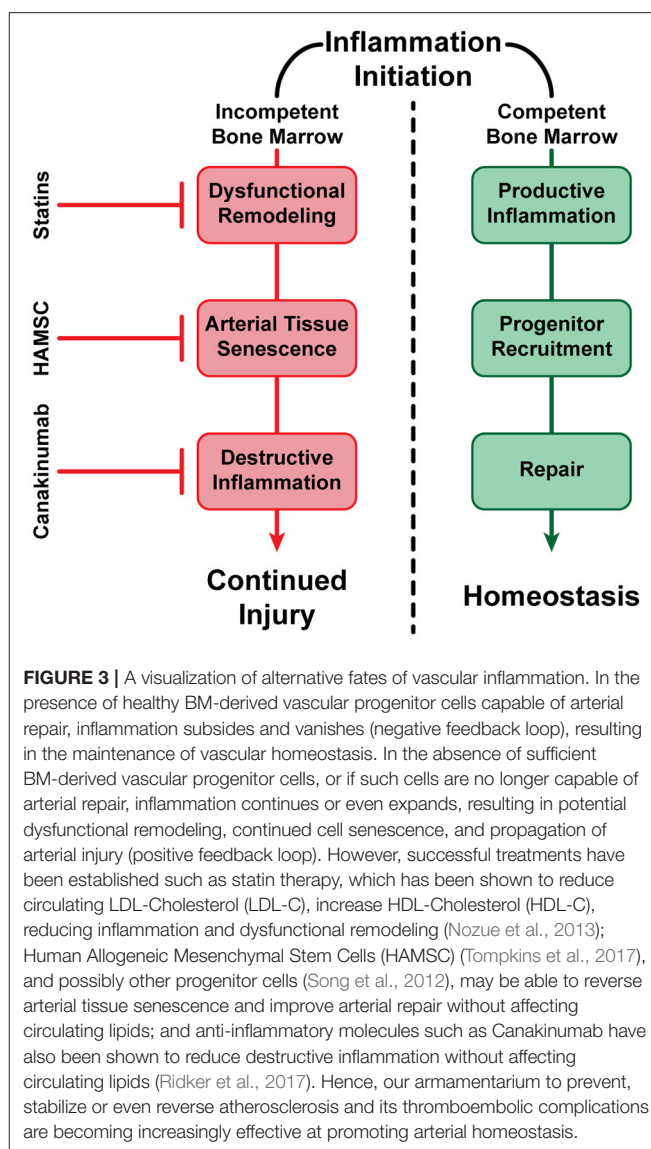 Inflammation
Initiation
Incompetent
Bone Marrow
Competent
Bone Marrow
Statins
Dysfunctional
Remodeling
Productive
Inflammation
HAMSC
Arterial Tissue
Senescence
Progenitor
Recruitment
Canakinumab
Destructive
Inflammation
Repair
Continued
Injury
Homeostasis
FIGURE 3 | A visualization of alternative fates of vascular inflammation. In the
presence of healthy BM-derived vascular progenitor cells capable of arterial
repair, inflammation subsides and vanishes (negative feedback loop), resulting
in the maintenance of vascular homeostasis. In the absence of sufficient
BM-derived vascular progenitor cells, or if such cells are no longer capable of
arterial repair, inflammation continues or even expands, resulting in potential
dysfunctional remodeling, continued cell senescence, and propagation of
arterial injury (positive feedback loop). However, successful treatments have
been established such as statin therapy, which has been shown to reduce
circulating LDL-Cholesterol (LDL-C), increase HDL-Cholesterol (HDL-C),
reducing inflammation and dysfunctional remodeling (Nozue et al., 2013);
Human Allogeneic Mesenchymal Stem Cells (HAMSC) (Tompkins et al., 2017),
and possibly other progenitor cells (Song et al., 2012), may be able to reverse
arterial tissue senescence and improve arterial repair without affecting
circulating lipids; and anti-inflammatory molecules such as Canakinumab have
also been shown to reduce destructive inflammation without affecting
circulating lipids (Ridker et al., 2017). Hence, our armamentarium to prevent,
stabilize or even reverse atherosclerosis and its thromboembolic complications
are becoming increasingly effective at promoting arterial homeostasis.